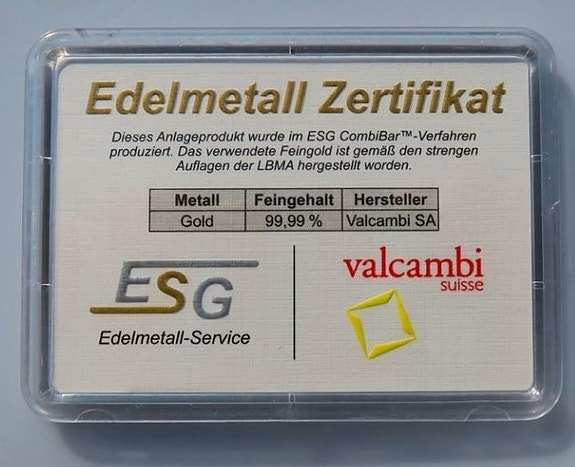 Edelmetall Zertifikat
Dieses Anlageprodukt wurde im ESG CombiBar™-Verfahren
produziert. Das verwendete Feingold ist gemäß den strengen
Auflagen der LBMA hergestellt worden.
Metall Feingehalt Hersteller
Gold 99,99 % Valcambi SA
ESG
Edelmetall-Service
valcambi
suisse